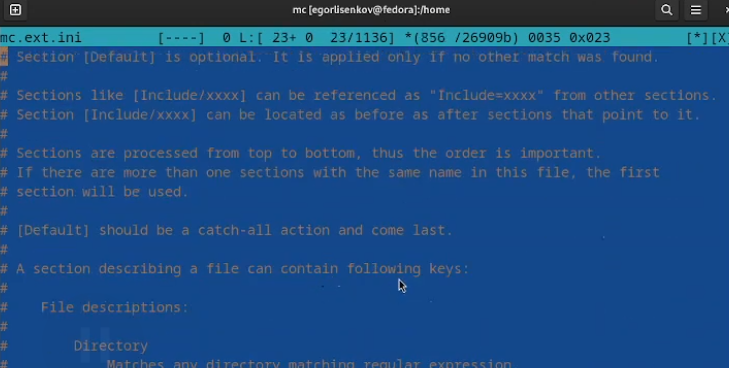 mc [egorlisenkov@fedora]:/home
mc.ext.ini [----] 0 L:[ 23+ 0 23/1136] *(856 /26909b) 0035 0x023 [*][X
# Section [Default] is optional. It is applied only if no other match was found.
#
# Sections like [Include/xxxx] can be referenced as "Include=xxxx" from other sections.
# Section [Include/xxxx] can be located as before as after sections that point to it.
#
# Sections are processed from top to bottom, thus the order is important.
# If there are more than one sections with the same name in this file, the first
# section will be used.
#
# [Default] should be a catch-all action and come last.
#
# A section describing a file can contain following keys:
#
# File descriptions:
#
# Directory
# Matches any directory matching regular expression